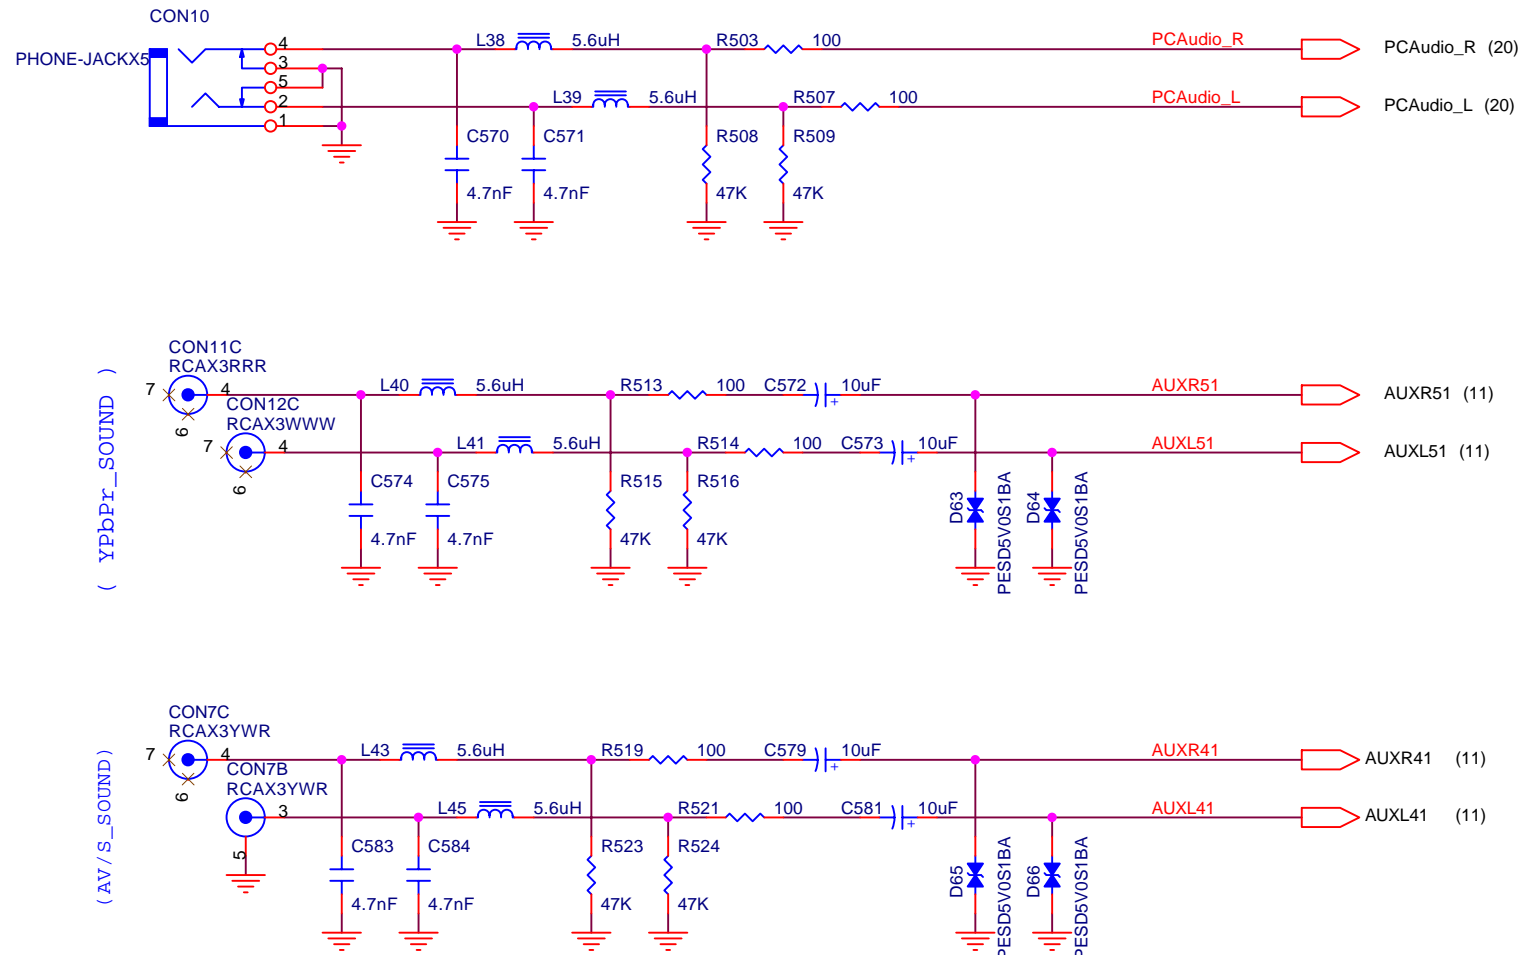 CON10
PHONE-JACKX5
4
3
5
2
1
L38 5.6uH R503 100 PCAudio_R PCAudio_R (20)
L39 5.6uH R507 100 PCAudio_L PCAudio_L (20)
C570 C571 R508 R509
4.7nF 4.7nF 47K 47K
( YPbPr_SOUND )
CON11C
RCAX3RRR
7 4 6
L40 5.6uH R513 100 C572 10uF + AUXR51 AUXR51 (11)
CON12C
RCAX3WWW
7 4 6
L41 5.6uH R514 100 C573 10uF + AUXL51 AUXL51 (11)
C574 C575 R515 R516
4.7nF 4.7nF 47K 47K
D63 PESD5V0S1BA D64 PESD5V0S1BA
(AV/S_SOUND)
CON7C
RCAX3YWR
7 4 6
L43 5.6uH R519 100 C579 10uF + AUXR41 AUXR41 (11)
CON7B
RCAX3YWR
3 5
L45 5.6uH R521 100 C581 10uF + AUXL41 AUXL41 (11)
C583 C584 R523 R524
4.7nF 4.7nF 47K 47K
D65 PESD5V0S1BA D66 PESD5V0S1BA